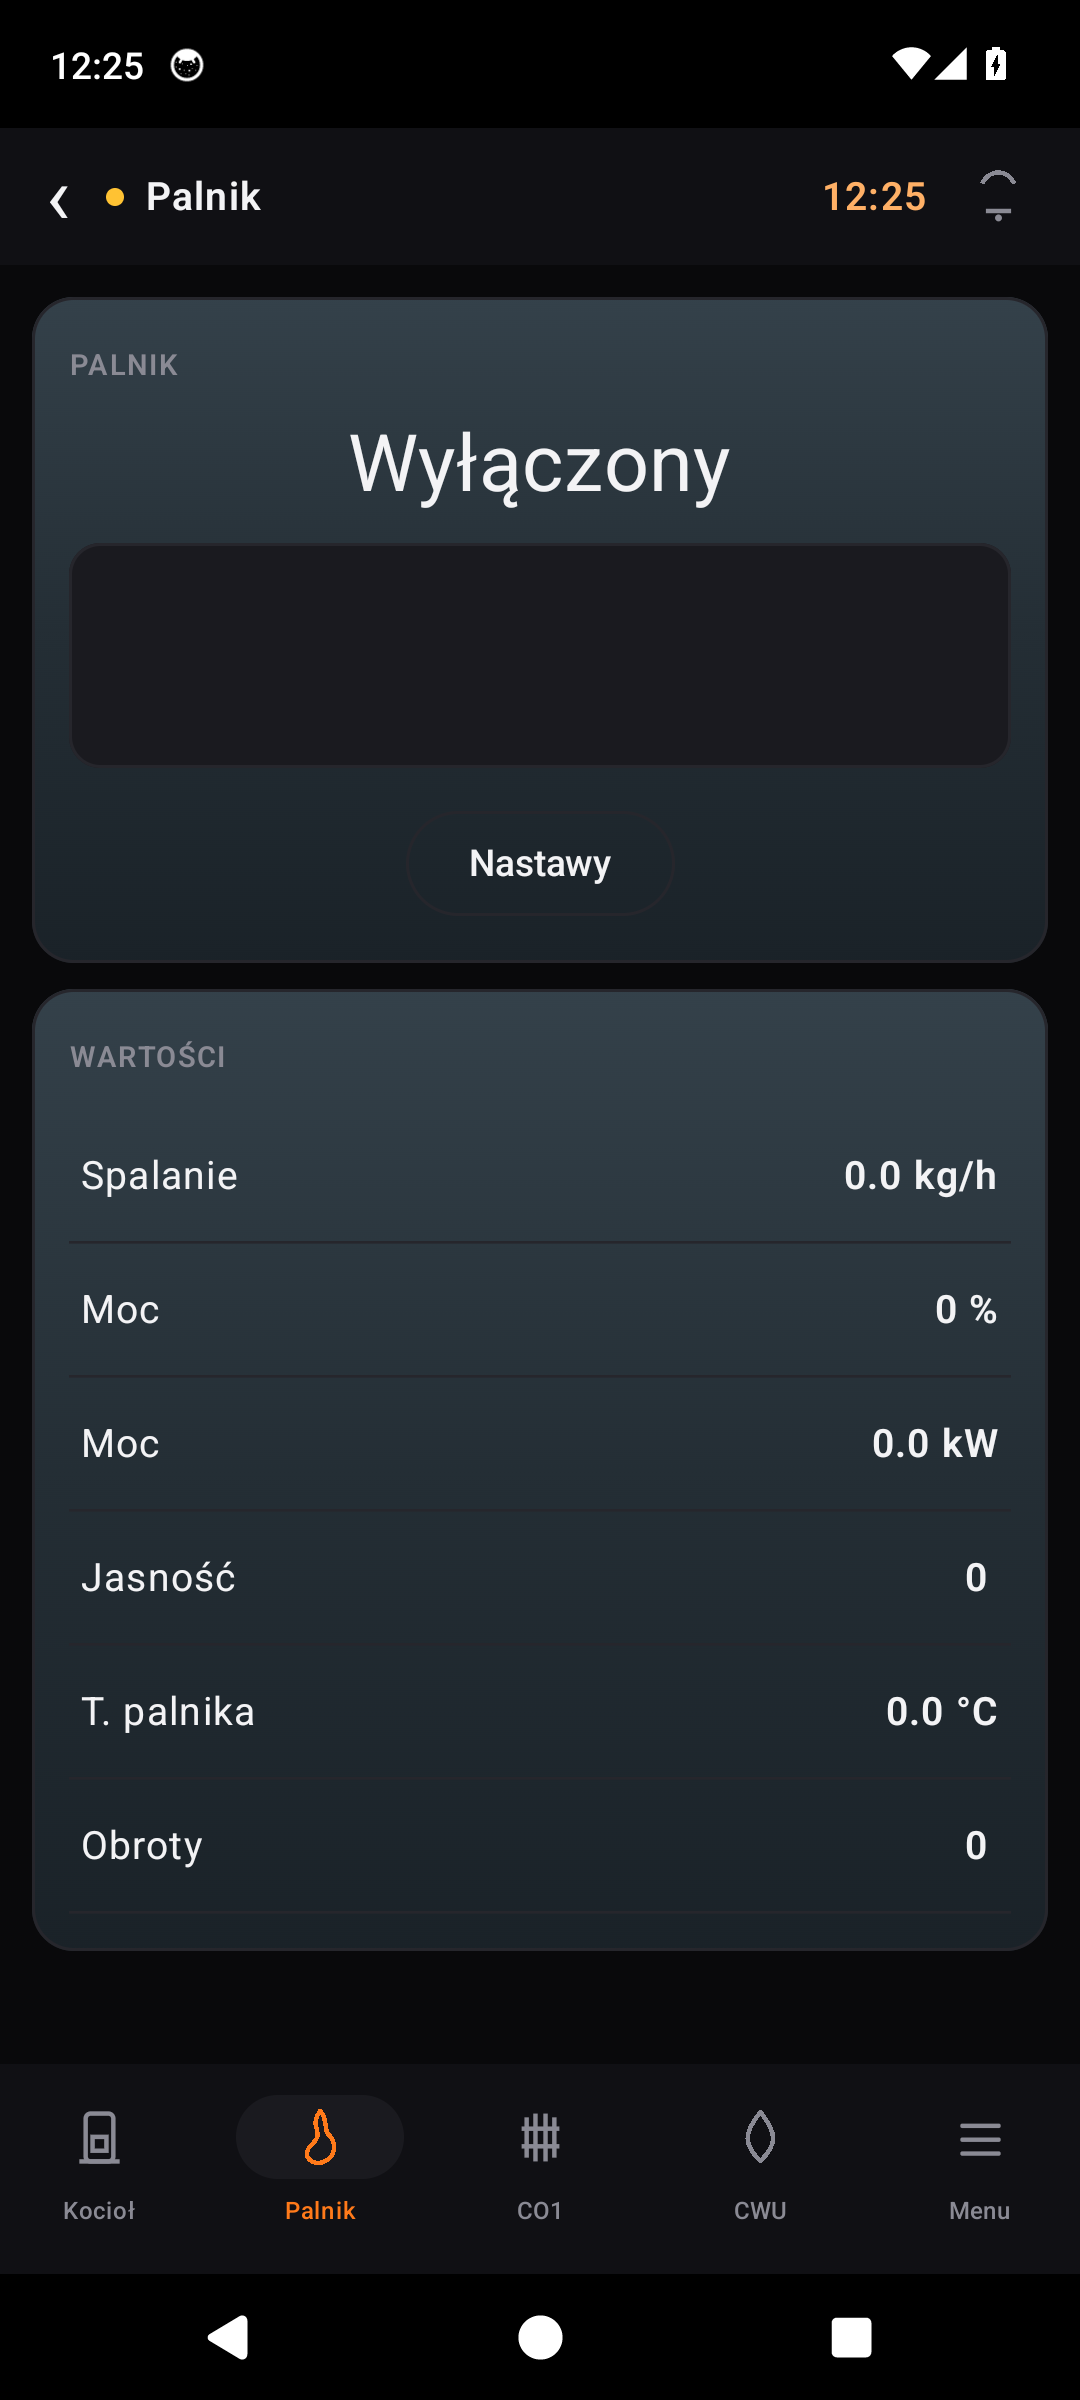 12:25
‹ Palnik 12:25
PALNIK
Wyłączony
Nastawy
WARTOŚCI
Spalanie 0.0 kg/h
Moc 0 %
Moc 0.0 kW
Jasność 0
T. palnika 0.0 °C
Obroty 0
Kocioł Palnik CO1 CWU Menu